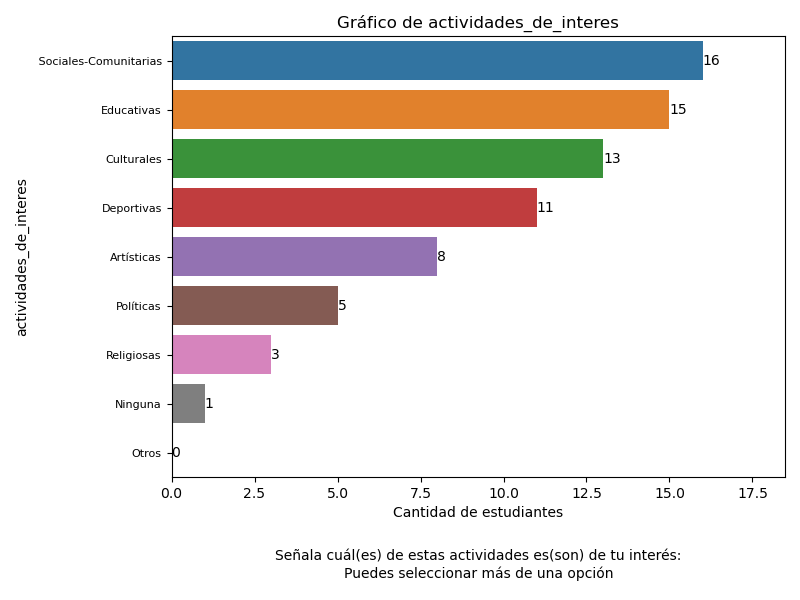 Gráfico de actividades_de_interes
actividades_de_interes
Sociales-Comunitarias 16
Educativas 15
Culturales 13
Deportivas 11
Artísticas 8
Políticas 5
Religiosas 3
Ninguna 1
Otros 0
0.0 2.5 5.0 7.5 10.0 12.5 15.0 17.5
Cantidad de estudiantes
Señala cuál(es) de estas actividades es(son) de tu interés:
Puedes seleccionar más de una opción